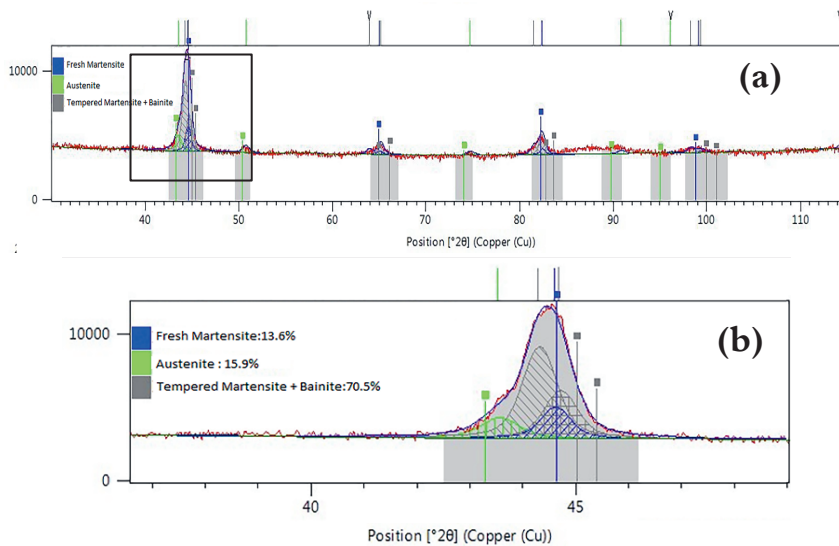 (a)
10000
0
Fresh Martensite
Austenite
Tempered Martensite + Bainite
40 50 60 70 80 90 100 110
Position [°2θ] (Copper (Cu))
(b)
10000
0
Fresh Martensite:13.6%
Austenite : 15.9%
Tempered Martensite + Bainite:70.5%
40 45
Position [°2θ] (Copper (Cu))